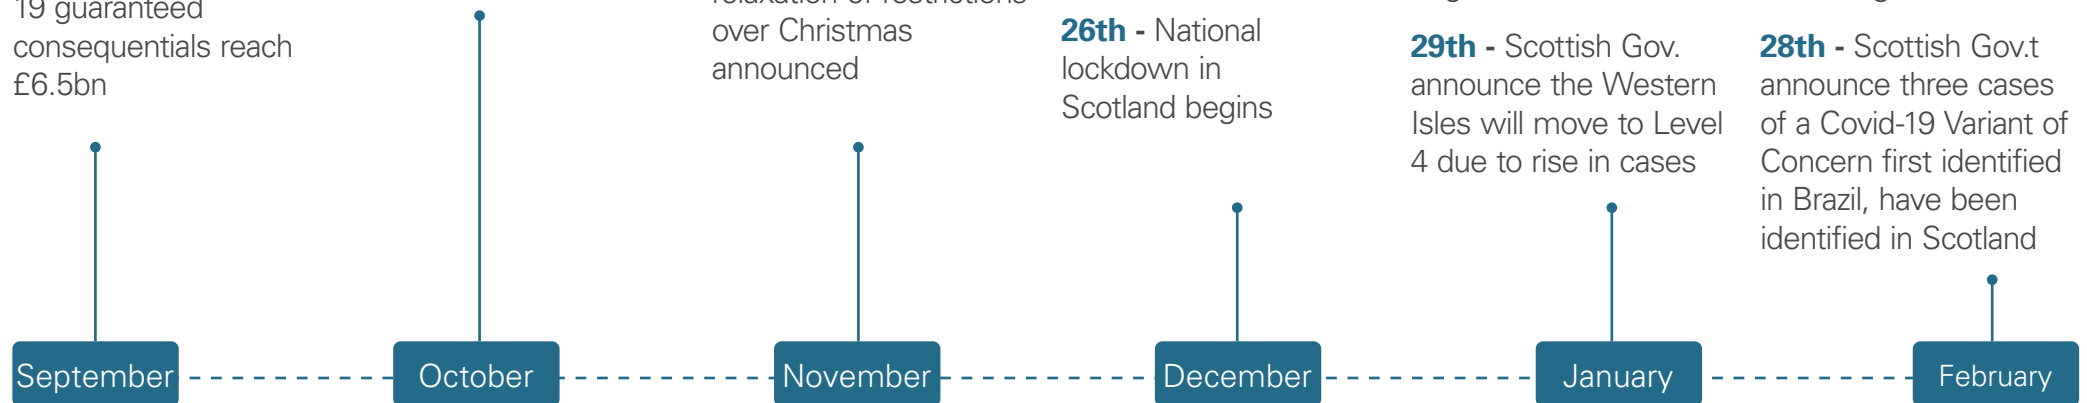 19 guaranteed
consequentials reach
£6.5bn
relaxation of restrictions
over Christmas
announced
26th - National
lockdown in
Scotland begins
29th - Scottish Gov.
announce the Western
Isles will move to Level
4 due to rise in cases
28th - Scottish Gov.t
announce three cases
of a Covid-19 Variant of
Concern first identified
in Brazil, have been
identified in Scotland
September
October
November
December
January
February